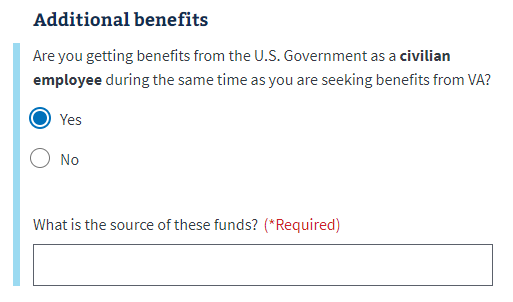 Additional benefits
Are you getting benefits from the U.S. Government as a civilian
employee during the same time as you are seeking benefits from VA?
Yes
No
What is the source of these funds? (*Required)